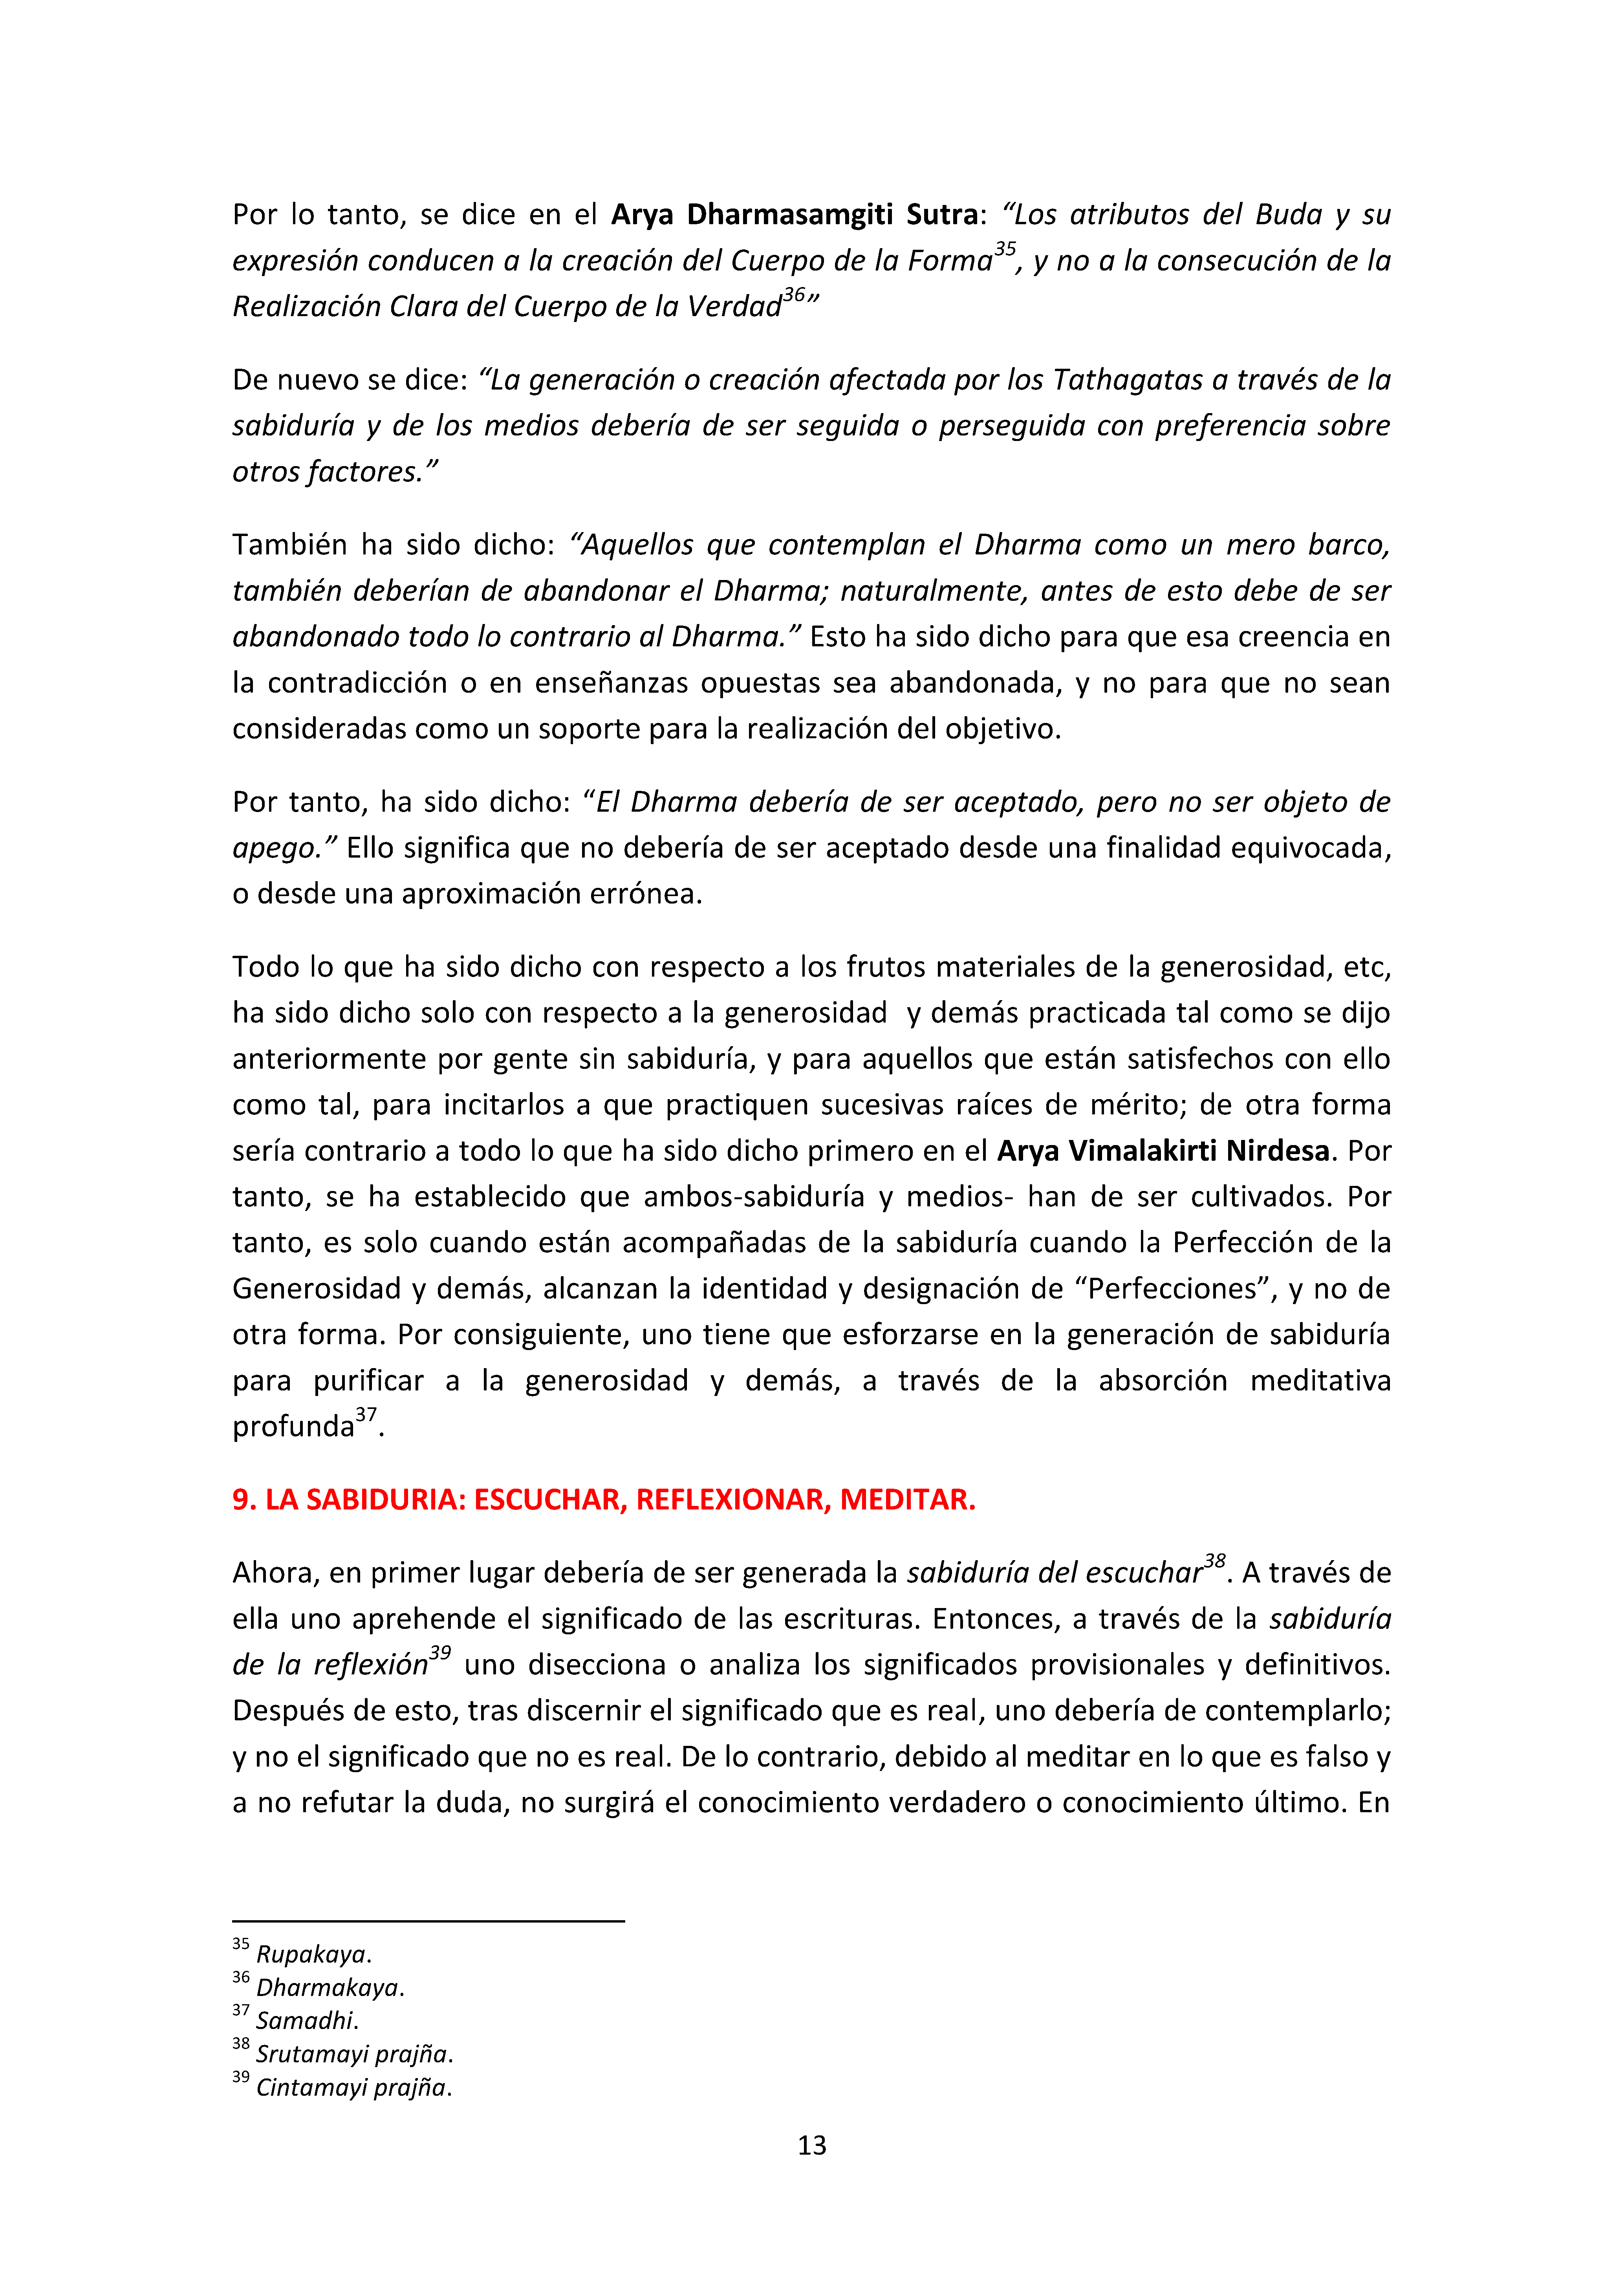 Por lo tanto, se dice en el Arya Dharmasamgiti Sutra: “Los atributos del Buda y su
expresión conducen a la creación del Cuerpo de la Forma35, y no a la consecución de la
Realización Clara del Cuerpo de la Verdad36”
De nuevo se dice: “La generación o creación afectada por los Tathagatas a través de la
sabiduría y de los medios debería de ser seguida o perseguida con preferencia sobre
otros factores.”
También ha sido dicho: “Aquellos que contemplan el Dharma como un mero barco,
también deberían de abandonar el Dharma; naturalmente, antes de esto debe de ser
abandonado todo lo contrario al Dharma.” Esto ha sido dicho para que esa creencia en
la contradicción o en enseñanzas opuestas sea abandonada, y no para que no sean
consideradas como un soporte para la realización del objetivo.
Por tanto, ha sido dicho: “El Dharma debería de ser aceptado, pero no ser objeto de
apego.” Ello significa que no debería de ser aceptado desde una finalidad equivocada,
o desde una aproximación errónea.
Todo lo que ha sido dicho con respecto a los frutos materiales de la generosidad, etc,
ha sido dicho solo con respecto a la generosidad  y demás practicada tal como se dijo
anteriormente por gente sin sabiduría, y para aquellos que están satisfechos con ello
como tal, para incitarlos a que practiquen sucesivas raíces de mérito; de otra forma
sería contrario a todo lo que ha sido dicho primero en el Arya Vimalakirti Nirdesa. Por
tanto, se ha establecido que ambos-sabiduría y medios- han de ser cultivados. Por
tanto, es solo cuando están acompañadas de la sabiduría cuando la Perfección de la
Generosidad y demás, alcanzan la identidad y designación de “Perfecciones”, y no de
otra forma. Por consiguiente, uno tiene que esforzarse en la generación de sabiduría
para purificar a la generosidad y demás, a través de la absorción meditativa
profunda37.
9. LA SABIDURIA: ESCUCHAR, REFLEXIONAR, MEDITAR.
Ahora, en primer lugar debería de ser generada la sabiduría del escuchar38. A través de
ella uno aprehende el significado de las escrituras. Entonces, a través de la sabiduría
de la reflexión39 uno disecciona o analiza los significados provisionales y definitivos.
Después de esto, tras discernir el significado que es real, uno debería de contemplarlo;
y no el significado que no es real. De lo contrario, debido al meditar en lo que es falso y
a no refutar la duda, no surgirá el conocimiento verdadero o conocimiento último. En
35 Rupakaya.
36 Dharmakaya.
37 Samadhi.
38 Srutamayi prajña.
39 Cintamayi prajña.
13